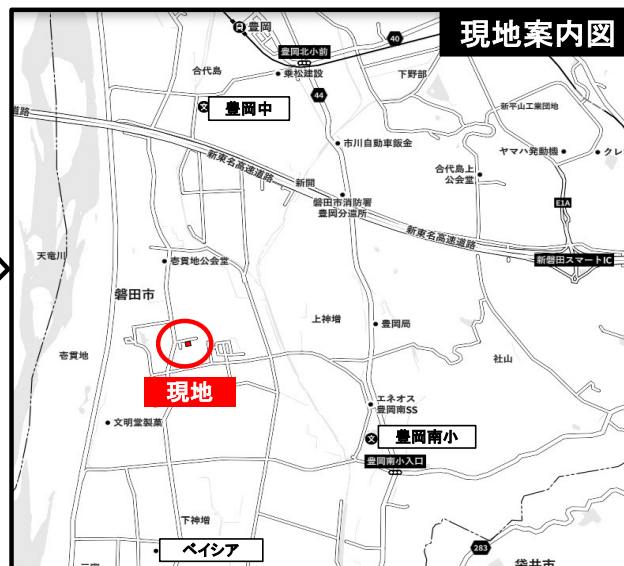 現地案内図
豊岡
豊岡北小前
40
合代島
乗松建設
下野部
44
豊岡中
新平山工業団地
道路
市川自動車鈑金
ヤマハ発動機
クレ
新東名高速道路
合代島上
公会堂
新開
磐田市消防署
豊岡分遣所
E1A
新東名高速道路
天竜川
壱貫地公会堂
新磐田スマートIC
磐田市
上神増
豊岡局
壱貫地
社山
現地
エネオス
豊岡南SS
文明堂製菓
豊岡南小
豊岡南小入口
下神増
ベイシア
283
袋井市